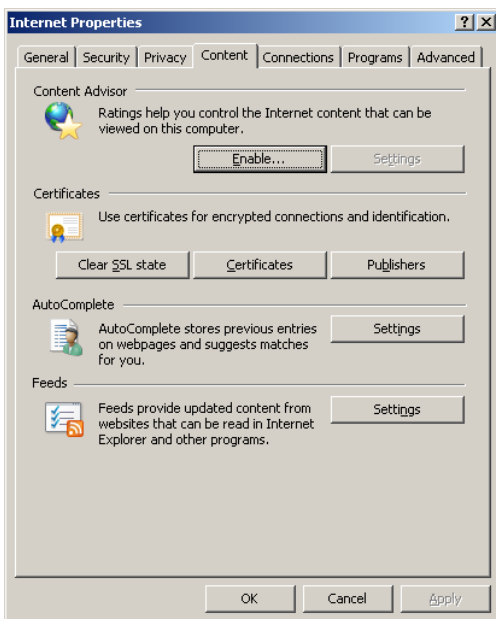 Internet Properties
General Security Privacy Content Connections Programs Advanced
Content Advisor
Ratings help you control the Internet content that can be
viewed on this computer.
Enable... Settings
Certificates
Use certificates for encrypted connections and identification.
Clear SSL state Certificates Publishers
AutoComplete
AutoComplete stores previous entries
on webpages and suggests matches
for you.
Settings
Feeds
Feeds provide updated content from
websites that can be read in Internet
Explorer and other programs.
Settings
OK Cancel Apply